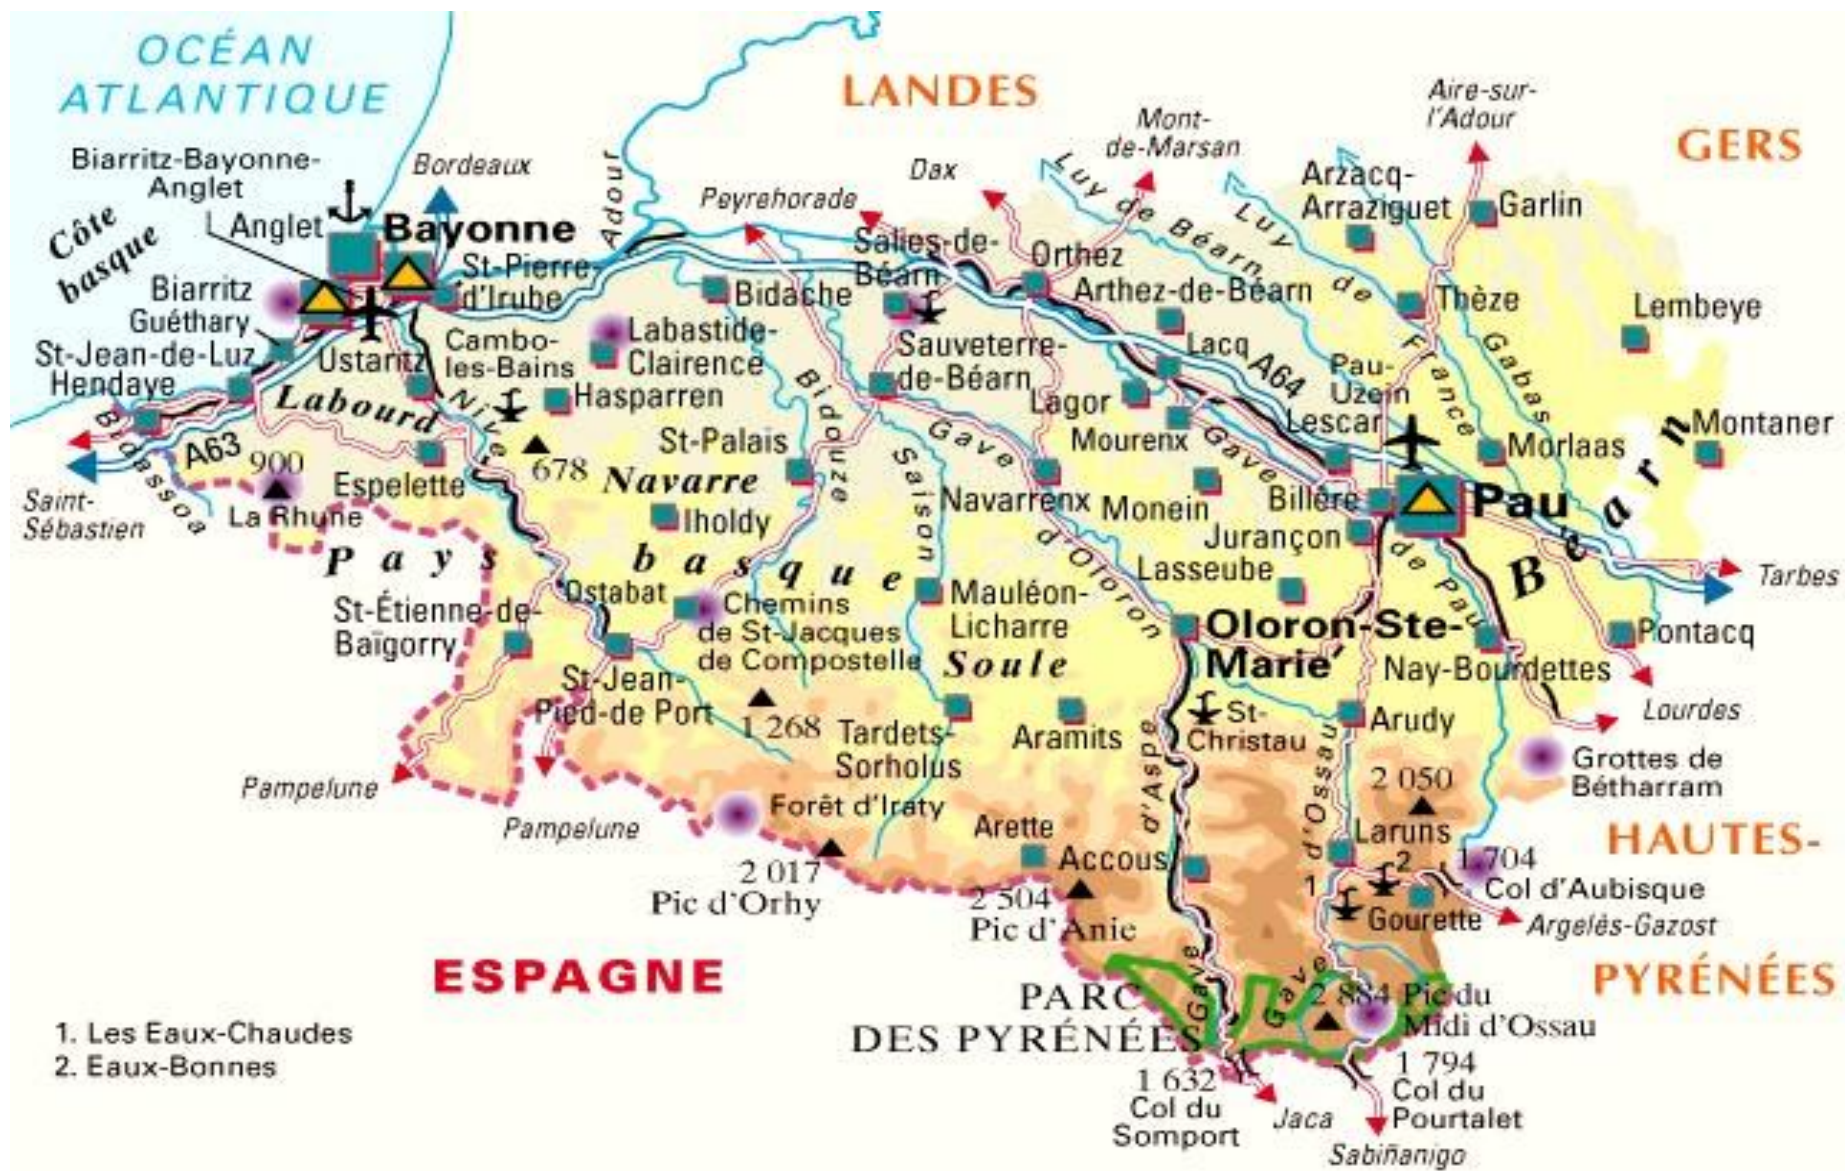 OCÉAN
ATLANTIQUE
LANDES
GERS
Aire-sur-
l'Adour
Mont-
de-Marsan
Dax
Peyrehorade
Bordeaux
Biarritz-Bayonne-
Anglet
Anglet
Bayonne
Côte
basque
Adour
Luy de Béarn
Luy de France
Gabas
Arzacq-
Arraziguet
Garlin
Salies-de-
Béarn
Orthez
Arthez-de-Béarn
Thèze
Lembeye
Biarritz
Guéthary
St-Jean-de-Luz
Hendaye
St-Pierre-
d'Irube
Bidache
Ustaritz
Cambo-
les-Bains
Labastide-
Clairence
Hasparren
Sauveterre-
de-Béarn
Lacq
A64
Pau-
Uzein
Lescar
Lagor
Mourenx
Morlaas
Montaner
Labourd
Nive
Bidouze
Saison
Gave d'Oloron
Gave de Pau
Bidassoa
A63
900
La Rhune
678
Espelette
St-Palais
Navarre
Iholdy
Navarrenx
Monein
Billère
Pau
Jurançon
Béarn
Saint-
Sébastien
Pays basque
Lasseube
Tarbes
Ostabat
Chemins
de St-Jacques
de Compostelle
Mauléon-
Licharre
Soule
Oloron-Ste-
Marie
Nay-Bourdettes
Pontacq
St-Étienne-de-
Baïgorry
St-Jean-
Pied-de Port
1 268
Tardets-
Sorholus
Aramits
St-
Christau
Arudy
Lourdes
Pampelune
Pampelune
Forêt d'Iraty
Gave d'Aspe
Gave d'Ossau
2 050
Grottes de
Bétharram
2 017
Pic d'Orhy
Arette
Accous
2 504
Pic d'Anie
Laruns
1
2
1 704
Col d'Aubisque
Gourette
Argelès-Gazost
HAUTES-
PYRÉNÉES
ESPAGNE
PARC
DES PYRÉNÉES
2 884 Pic du
Midi d'Ossau
1 632
Col du
Somport
1 794
Col du
Pourtalet
Jaca
Sabiñanigo
1. Les Eaux-Chaudes
2. Eaux-Bonnes